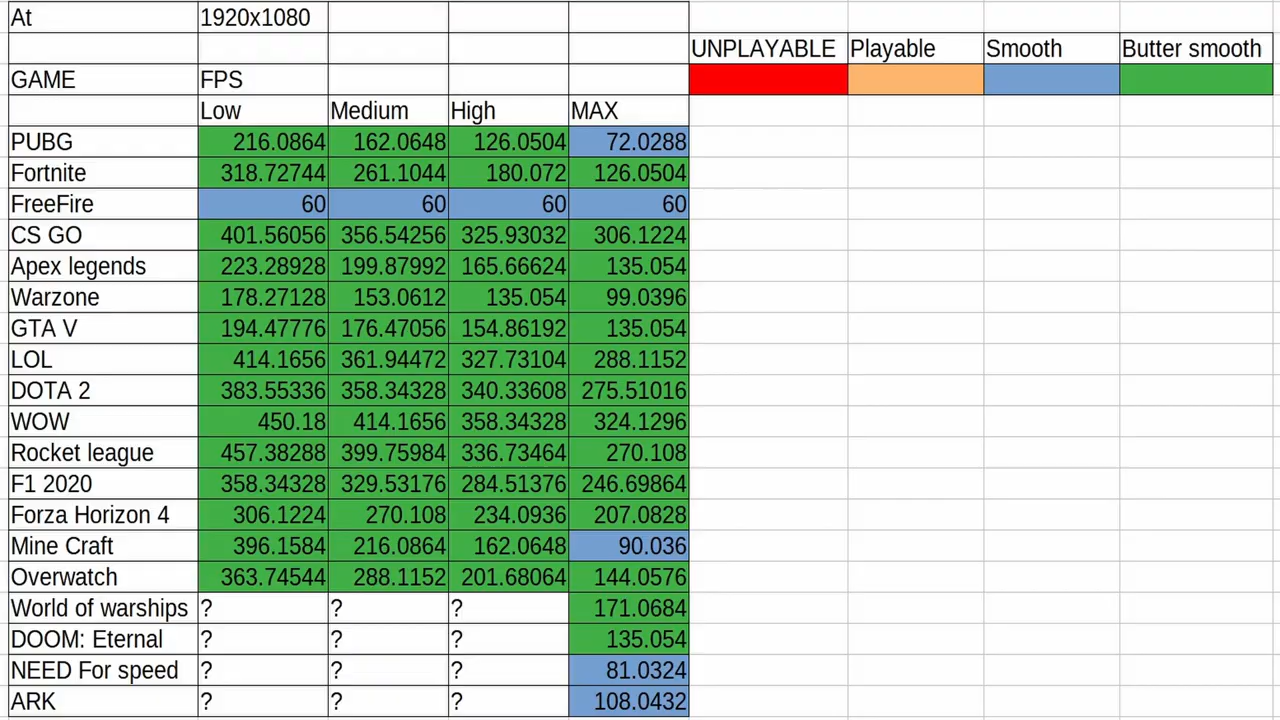 At 1920x1080
UNPLAYABLE Playable Smooth Butter smooth
GAME FPS
Low Medium High MAX
PUBG 216.0864 162.0648 126.0504 72.0288
Fortnite 318.72744 261.1044 180.072 126.0504
FreeFire 60 60 60 60
CS GO 401.56056 356.54256 325.93032 306.1224
Apex legends 223.28928 199.87992 165.66624 135.054
Warzone 178.27128 153.0612 135.054 99.0396
GTA V 194.47776 176.47056 154.86192 135.054
LOL 414.1656 361.94472 327.73104 288.1152
DOTA 2 383.55336 358.34328 340.33608 275.51016
WOW 450.18 414.1656 358.34328 324.1296
Rocket league 457.38288 399.75984 336.73464 270.108
F1 2020 358.34328 329.53176 284.51376 246.69864
Forza Horizon 4 306.1224 270.108 234.0936 207.0828
Mine Craft 396.1584 216.0864 162.0648 90.036
Overwatch 363.74544 288.1152 201.68064 144.0576
World of warships ? ? ? 171.0684
DOOM: Eternal ? ? ? 135.054
NEED For speed ? ? ? 81.0324
ARK ? ? ? 108.0432